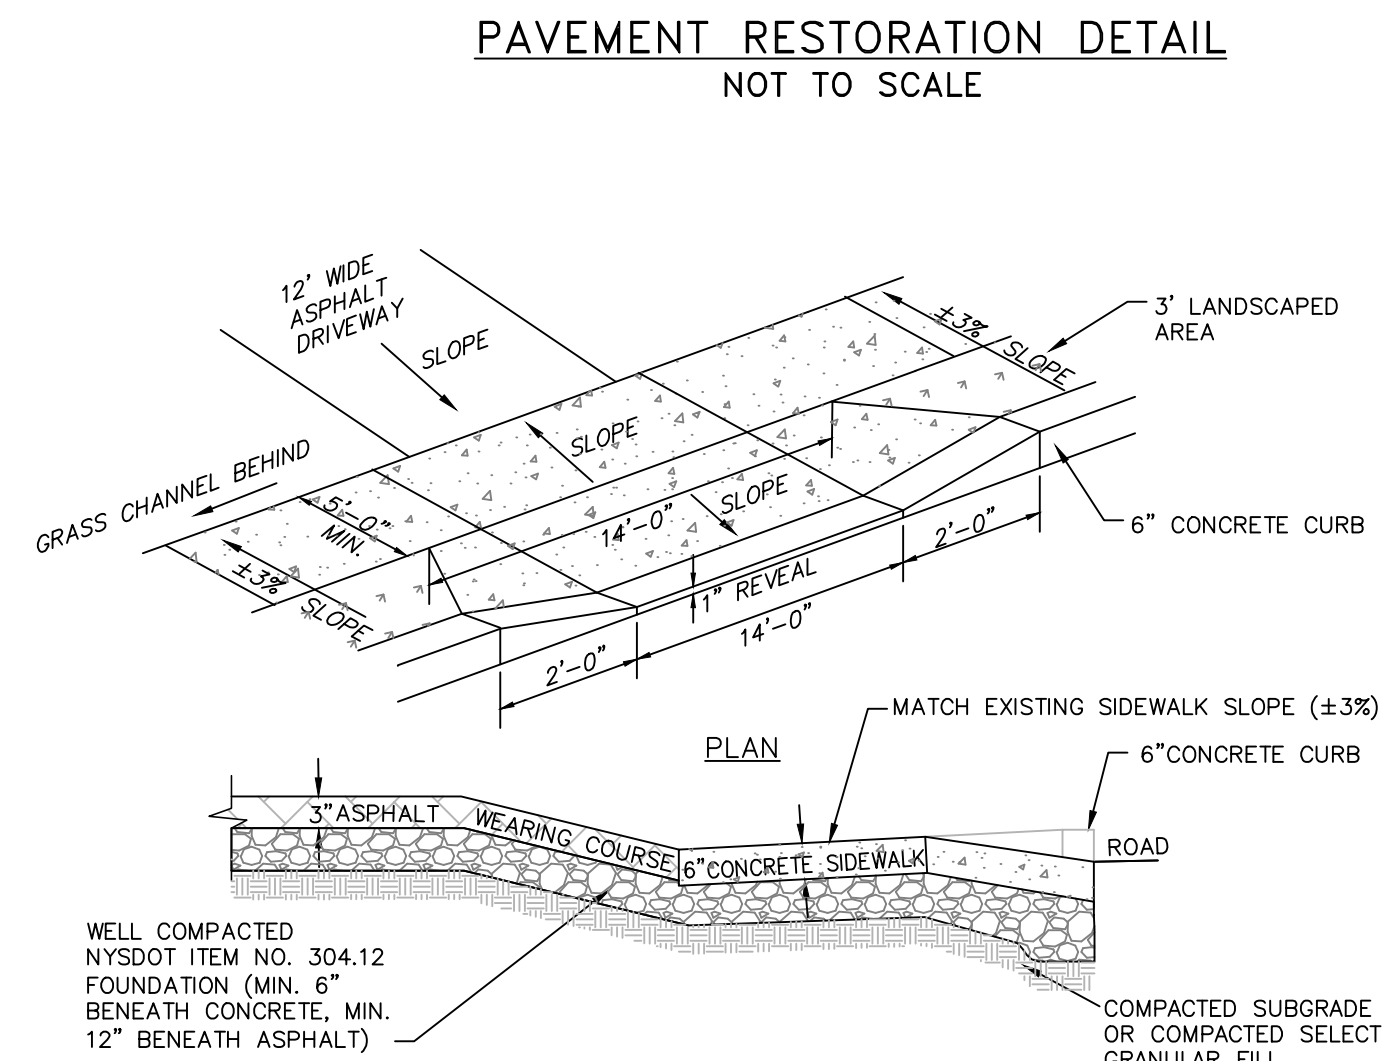 PAVEMENT RESTORATION DETAIL
NOT TO SCALE
12' WIDE
ASPHALT
DRIVEWAY
SLOPE
±3% SLOPE
3' LANDSCAPED
AREA
GRASS CHANNEL BEHIND
SLOPE
5'-0"
MIN.
14'-0"
SLOPE
2'-0"
6" CONCRETE CURB
±3% SLOPE
1" REVEAL
14'-0"
2'-0"
MATCH EXISTING SIDEWALK SLOPE (±3%)
PLAN
6"CONCRETE CURB
3" ASPHALT WEARING COURSE
6"CONCRETE SIDEWALK
ROAD
WELL COMPACTED
NYSDOT ITEM NO. 304.12
FOUNDATION (MIN. 6"
BENEATH CONCRETE, MIN.
12" BENEATH ASPHALT)
COMPACTED SUBGRADE
OR COMPACTED SELECT
GRANULAR FILL